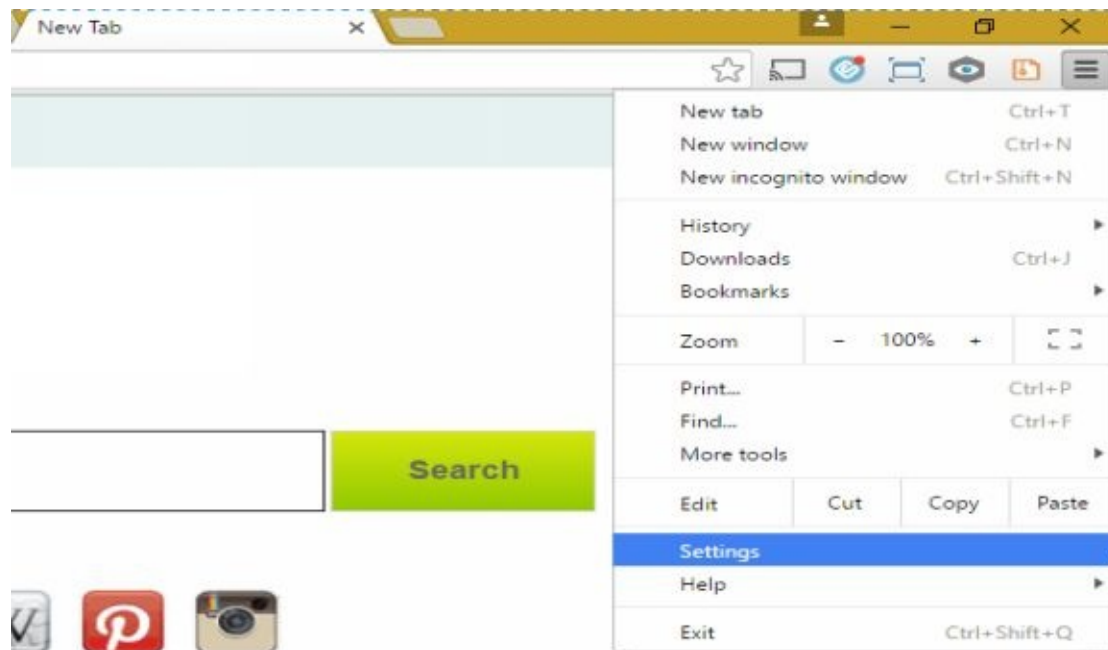 New Tab
New tab Ctrl+T
New window Ctrl+N
New incognito window Ctrl+Shift+N
History
Downloads Ctrl+J
Bookmarks
Zoom - 100% +
Print... Ctrl+P
Find... Ctrl+F
More tools
Search
Edit Cut Copy Paste
Settings
Help
Exit Ctrl+Shift+Q